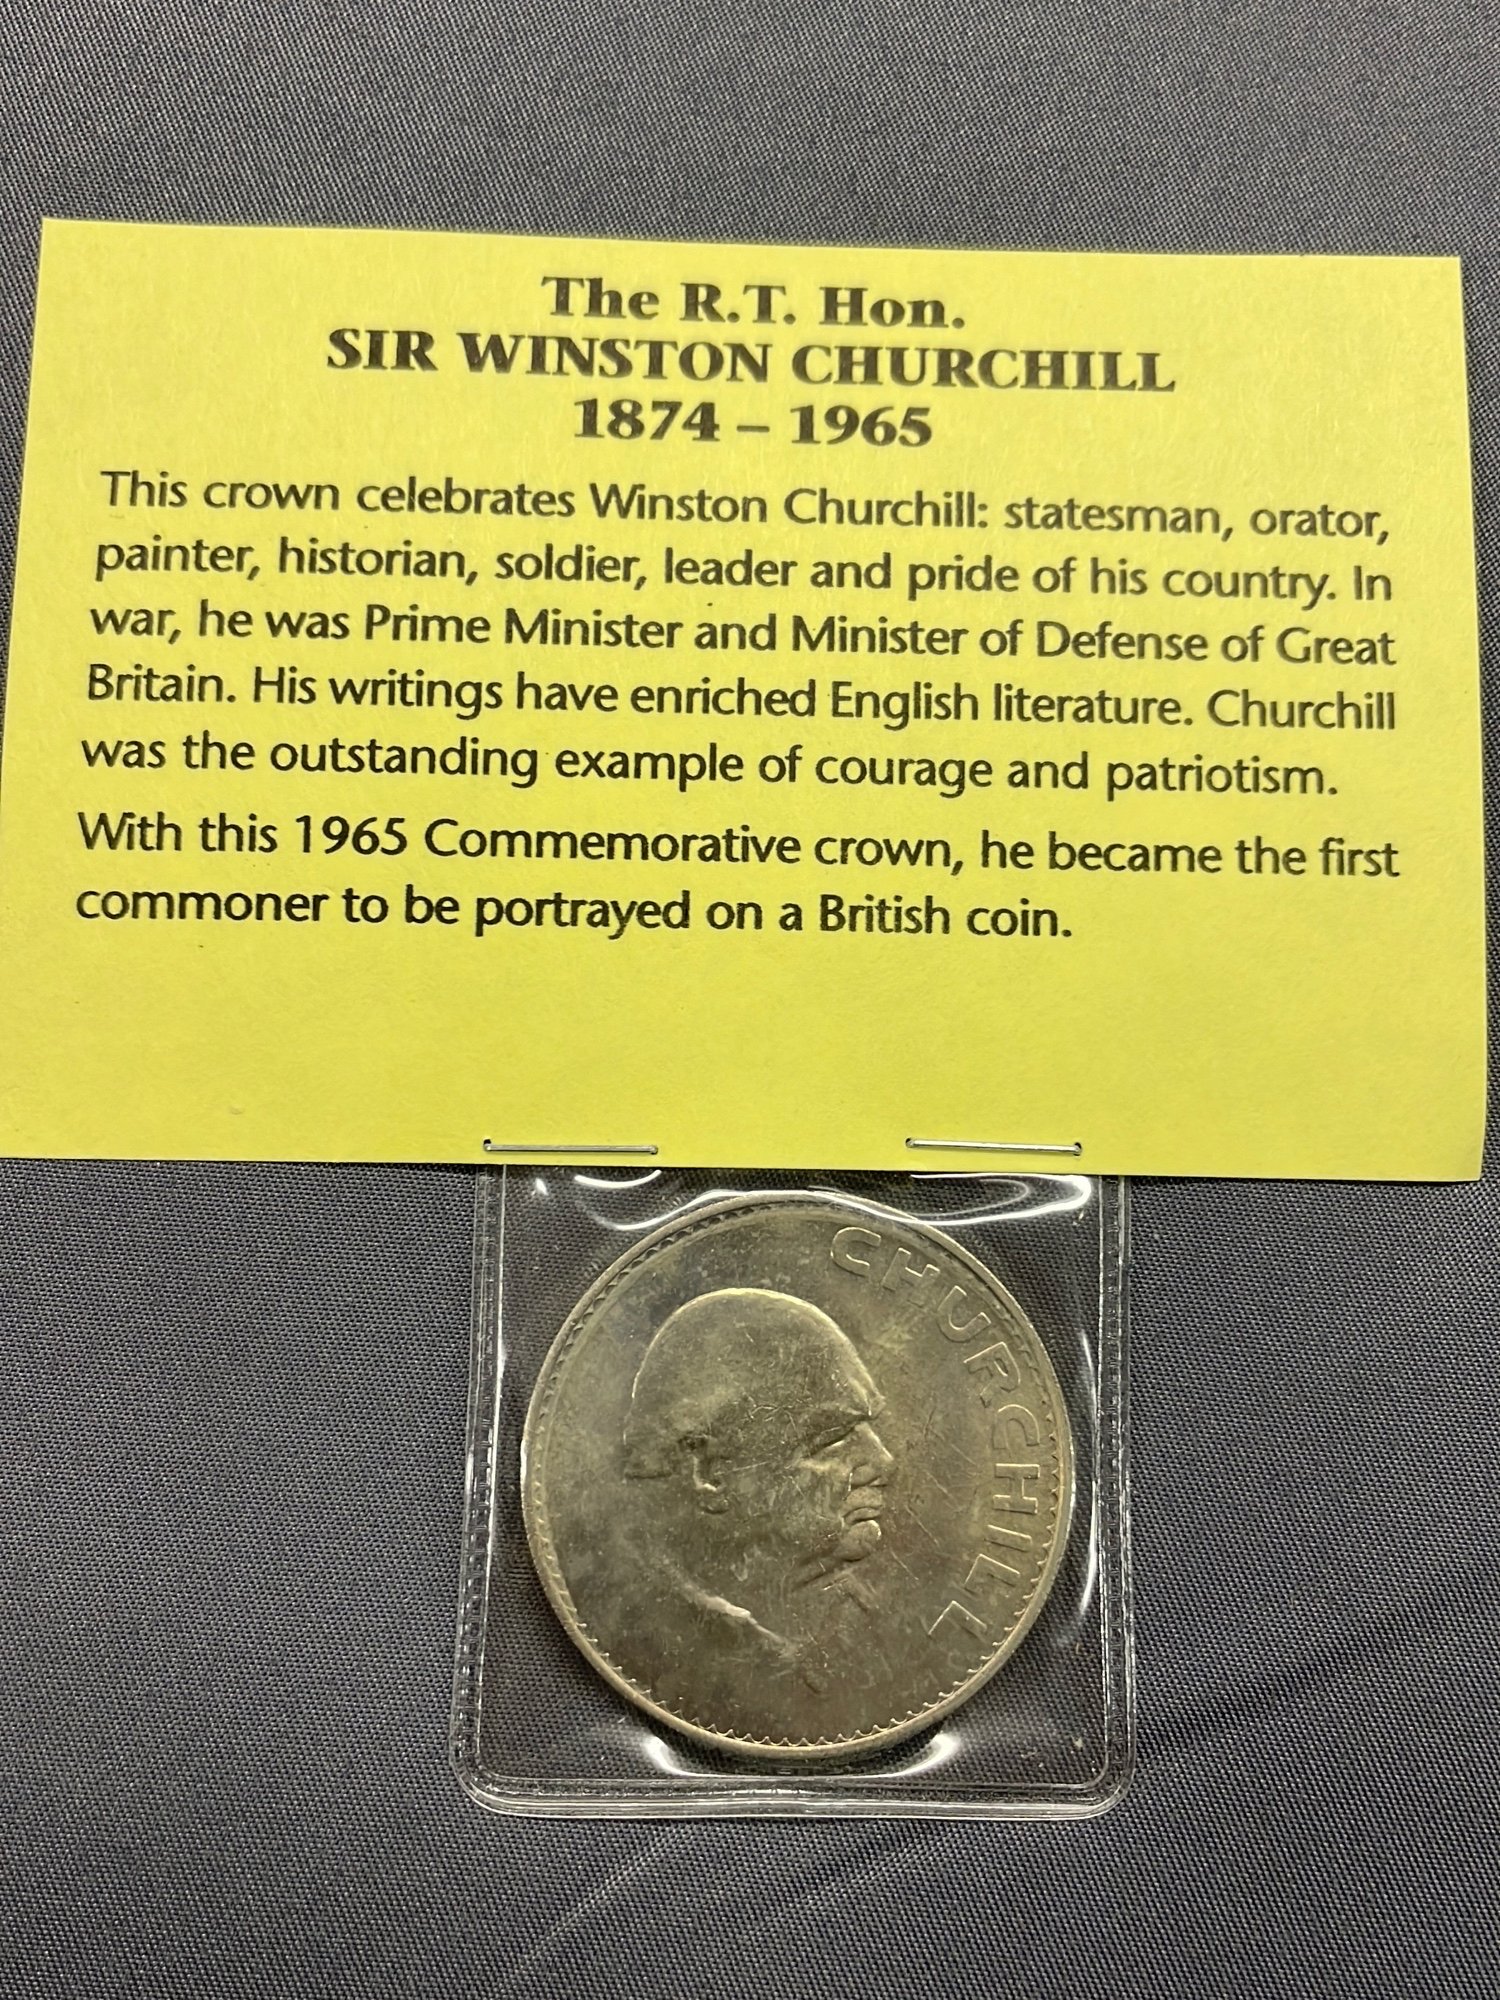 The R.T. Hon.
SIR WINSTON CHURCHILL
1874 – 1965
This crown celebrates Winston Churchill: statesman, orator,
painter, historian, soldier, leader and pride of his country. In
war, he was Prime Minister and Minister of Defense of Great
Britain. His writings have enriched English literature. Churchill
was the outstanding example of courage and patriotism.
With this 1965 Commemorative crown, he became the first
commoner to be portrayed on a British coin.
CHURCHILL